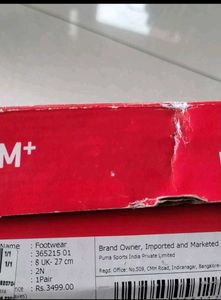 M+
Name : Footwear
: 365215 01
: 8 UK- 27 cm
: 2N
: 1Pair
: Rs.3499.00
1/1
1/1
Brand Owner, Imported and Marketed
Puma Sports India Private Limited
Regd. Office: No.509, CMH Road, Indranagar, Bangalore